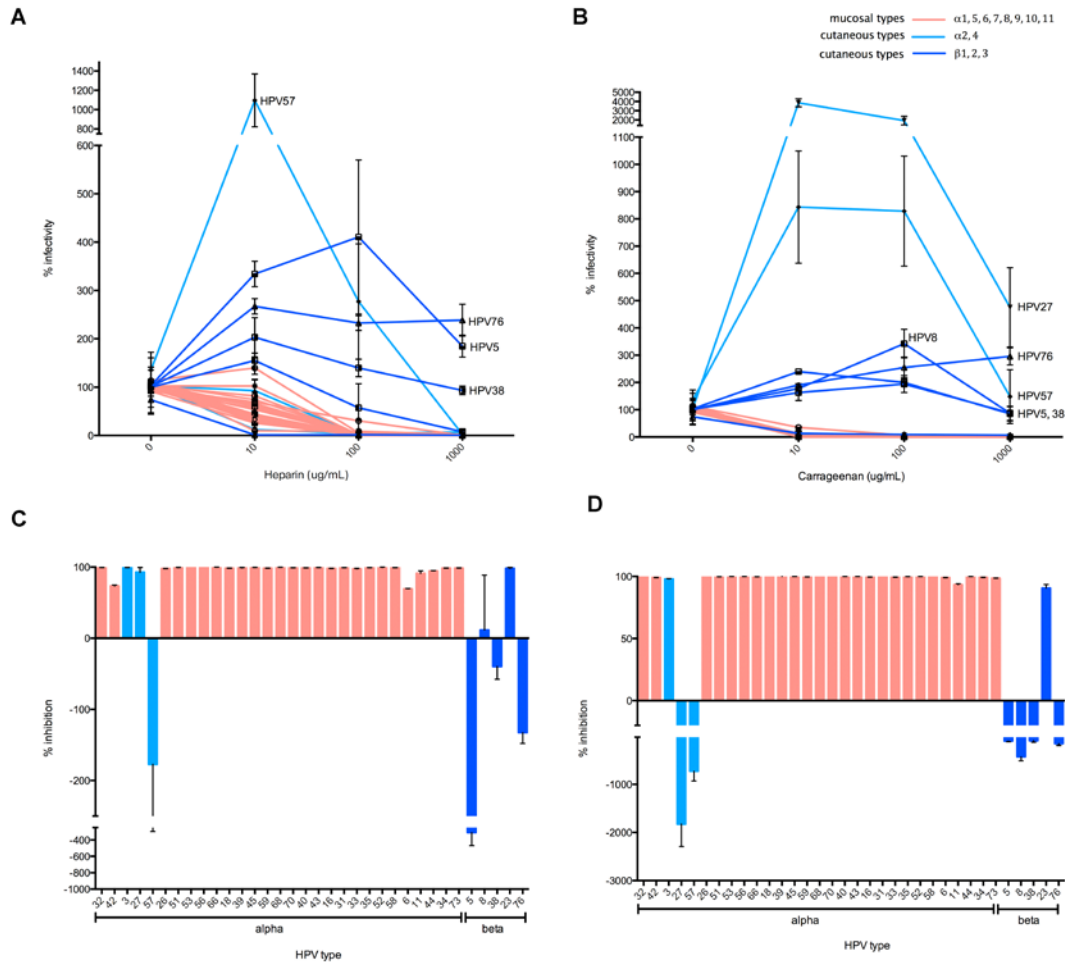 A
1400
1200
1000
800
600
500
400
300
200
100
0
% infectivity
HPV57
HPV76
HPV5
HPV38
0
10
100
1000
Heparin (ug/mL)
B
mucosal types α1, 5, 6, 7, 8, 9, 10, 11
cutaneous types α2, 4
cutaneous types β1, 2, 3
5000
4000
3000
2000
1100
1000
900
800
700
600
500
400
300
200
100
0
% infectivity
HPV8
HPV27
HPV76
HPV57
HPV5, 38
0
10
100
1000
Carrageenan (ug/mL)
C
100
0
-100
-200
-400
-600
-800
-1000
% inhibition
32 42 3 27 57 26 51 53 56 66 18 39 45 59 68 70 40 43 16 31 33 35 52 58 6 11 44 34 73 5 8 38 23 76
alpha beta
HPV type
D
100
50
0
-1000
-2000
-3000
% inhibition
32 42 3 27 57 26 51 53 56 66 18 39 45 59 68 70 40 43 16 31 33 35 52 58 6 11 44 34 73 5 8 38 23 76
alpha beta
HPV type